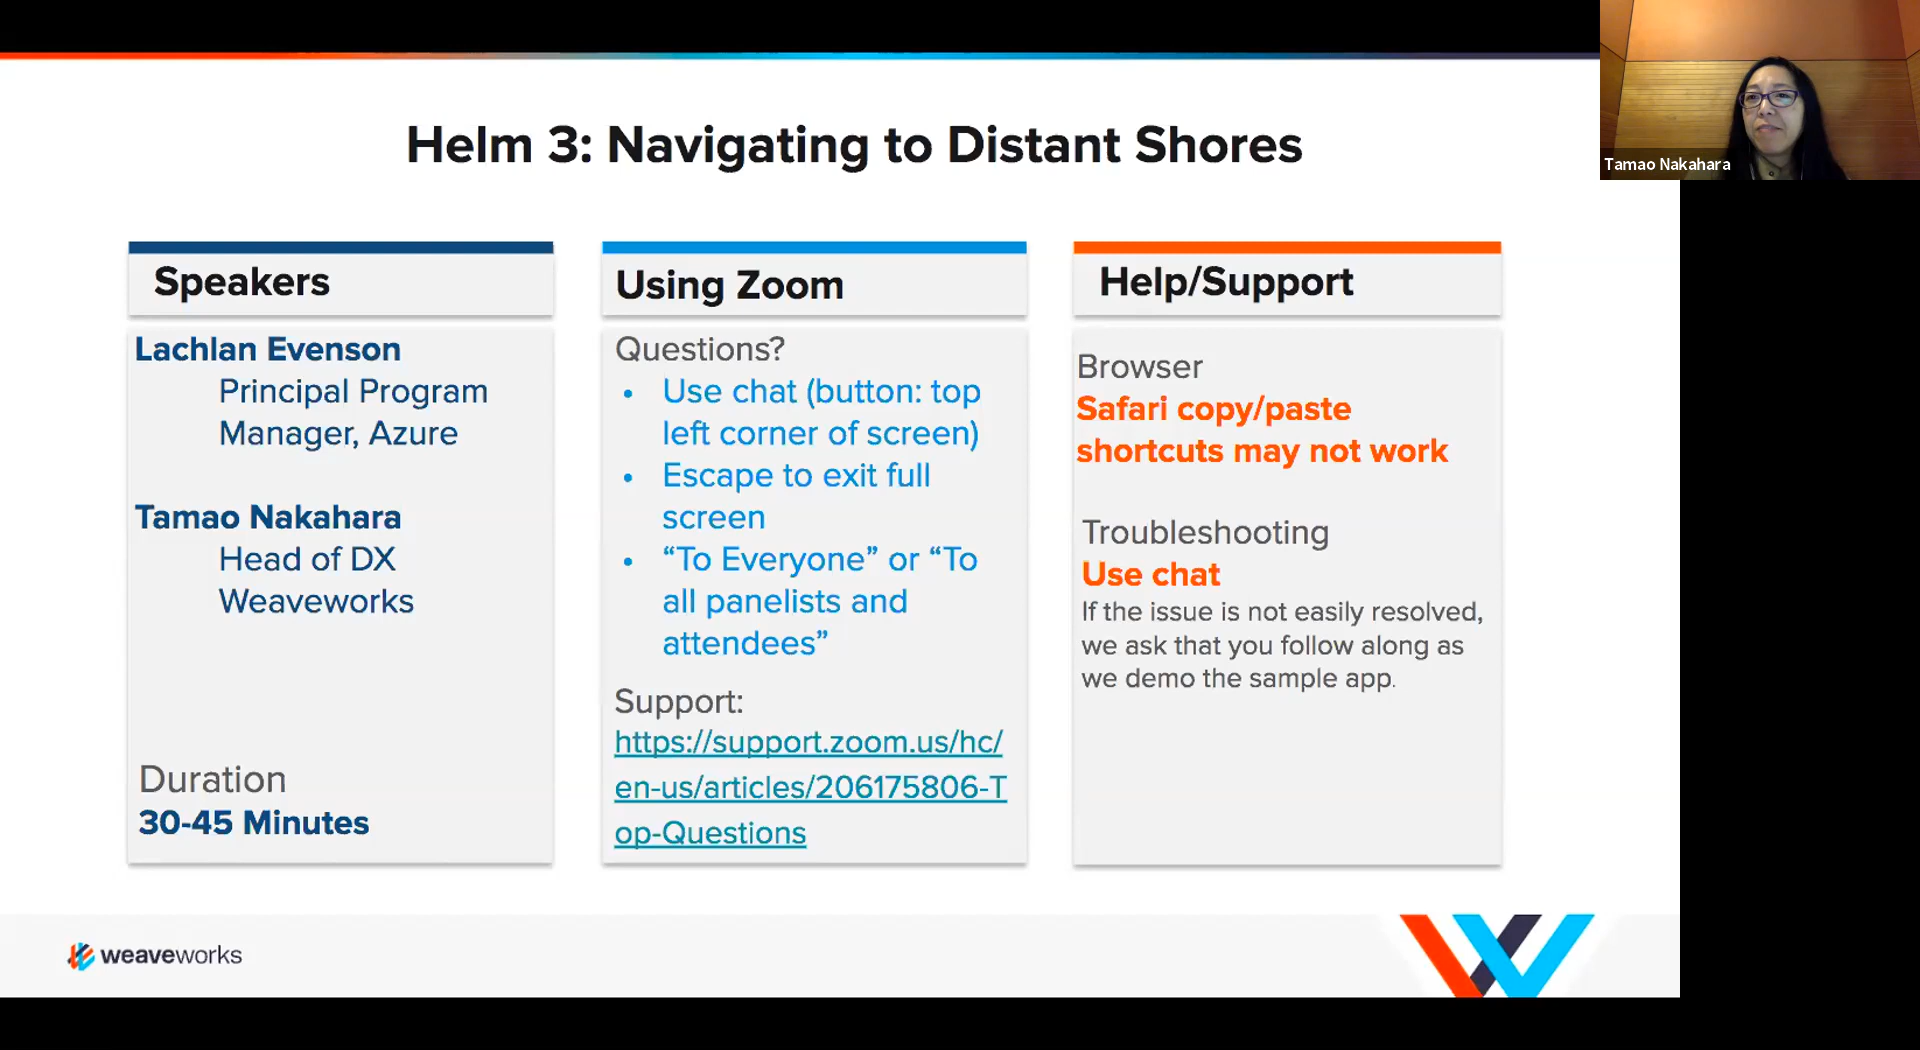 Helm 3: Navigating to Distant Shores
Tamao Nakahara
Speakers
Lachlan Evenson
Principal Program
Manager, Azure
Tamao Nakahara
Head of DX
Weaveworks
Duration
30-45 Minutes
Using Zoom
Questions?
• Use chat (button: top
left corner of screen)
• Escape to exit full
screen
• “To Everyone” or “To
all panelists and
attendees”
Support:
https://support.zoom.us/hc/
en-us/articles/206175806-T
op-Questions
Help/Support
Browser
Safari copy/paste
shortcuts may not work
Troubleshooting
Use chat
If the issue is not easily resolved,
we ask that you follow along as
we demo the sample app.
weaveworks